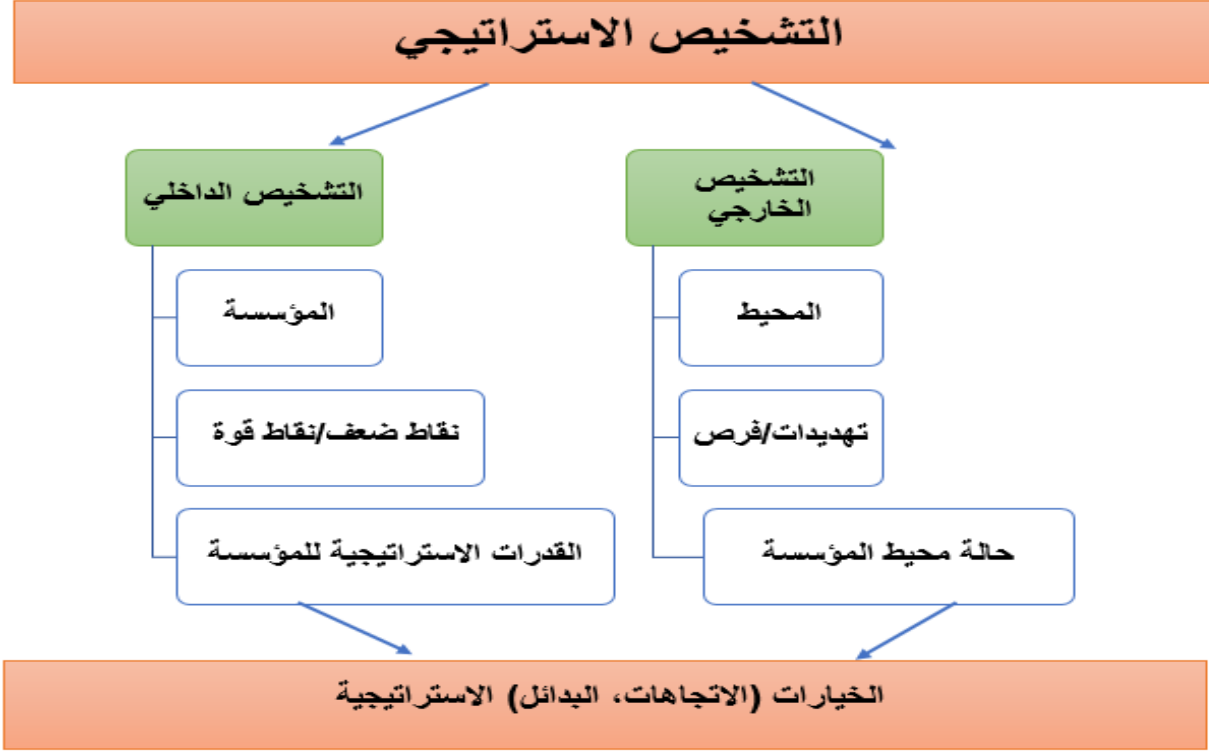 التشخيص الاستراتيجي
التشخيص
الخارجي
المحيط
تهديدات/فرص
حالة محيط المؤسسة
التشخيص الداخلي
المؤسسة
نقاط ضعف/نقاط قوة
القدرات الاستراتيجية للمؤسسة
الخيارات (الاتجاهات، البدائل) الاستراتيجية